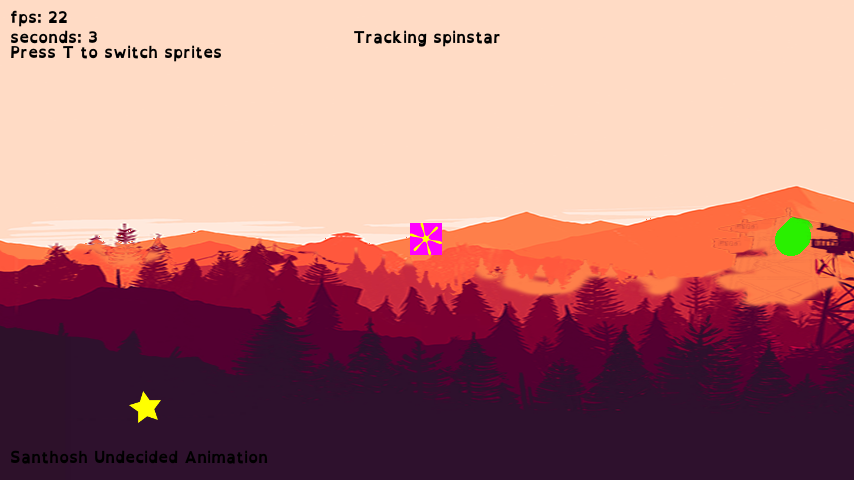 fps: 22
seconds: 3
Tracking spinstar
Press T to switch sprites
Santhosh Undecided Animation